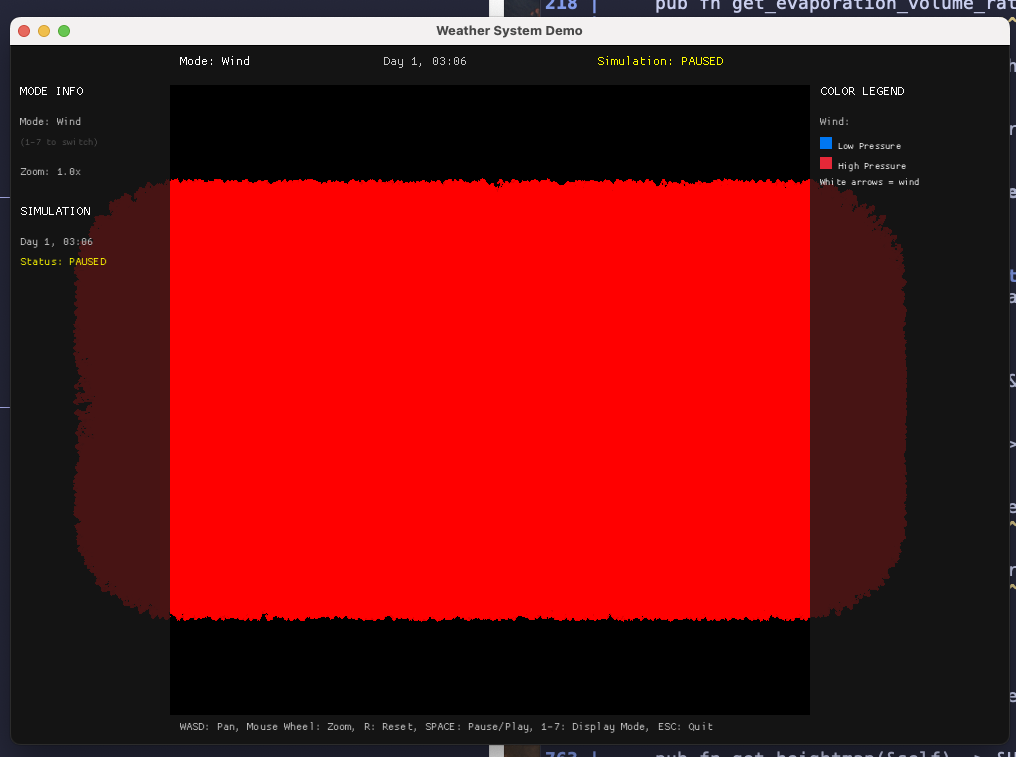 218 | pub fn get_evaporation_volume_rat
Weather System Demo
Mode: Wind
Day 1, 03:06
Simulation: PAUSED
MODE INFO
Mode: Wind
(1-7 to switch)
Zoom: 1.0x
SIMULATION
Day 1, 03:06
Status: PAUSED
COLOR LEGEND
Wind:
Low Pressure
High Pressure
White arrows = wind
WASD: Pan, Mouse Wheel: Zoom, R: Reset, SPACE: Pause/Play, 1-7: Display Mode, ESC: Quit
763 | pub fn get_heightmap(&self) ->